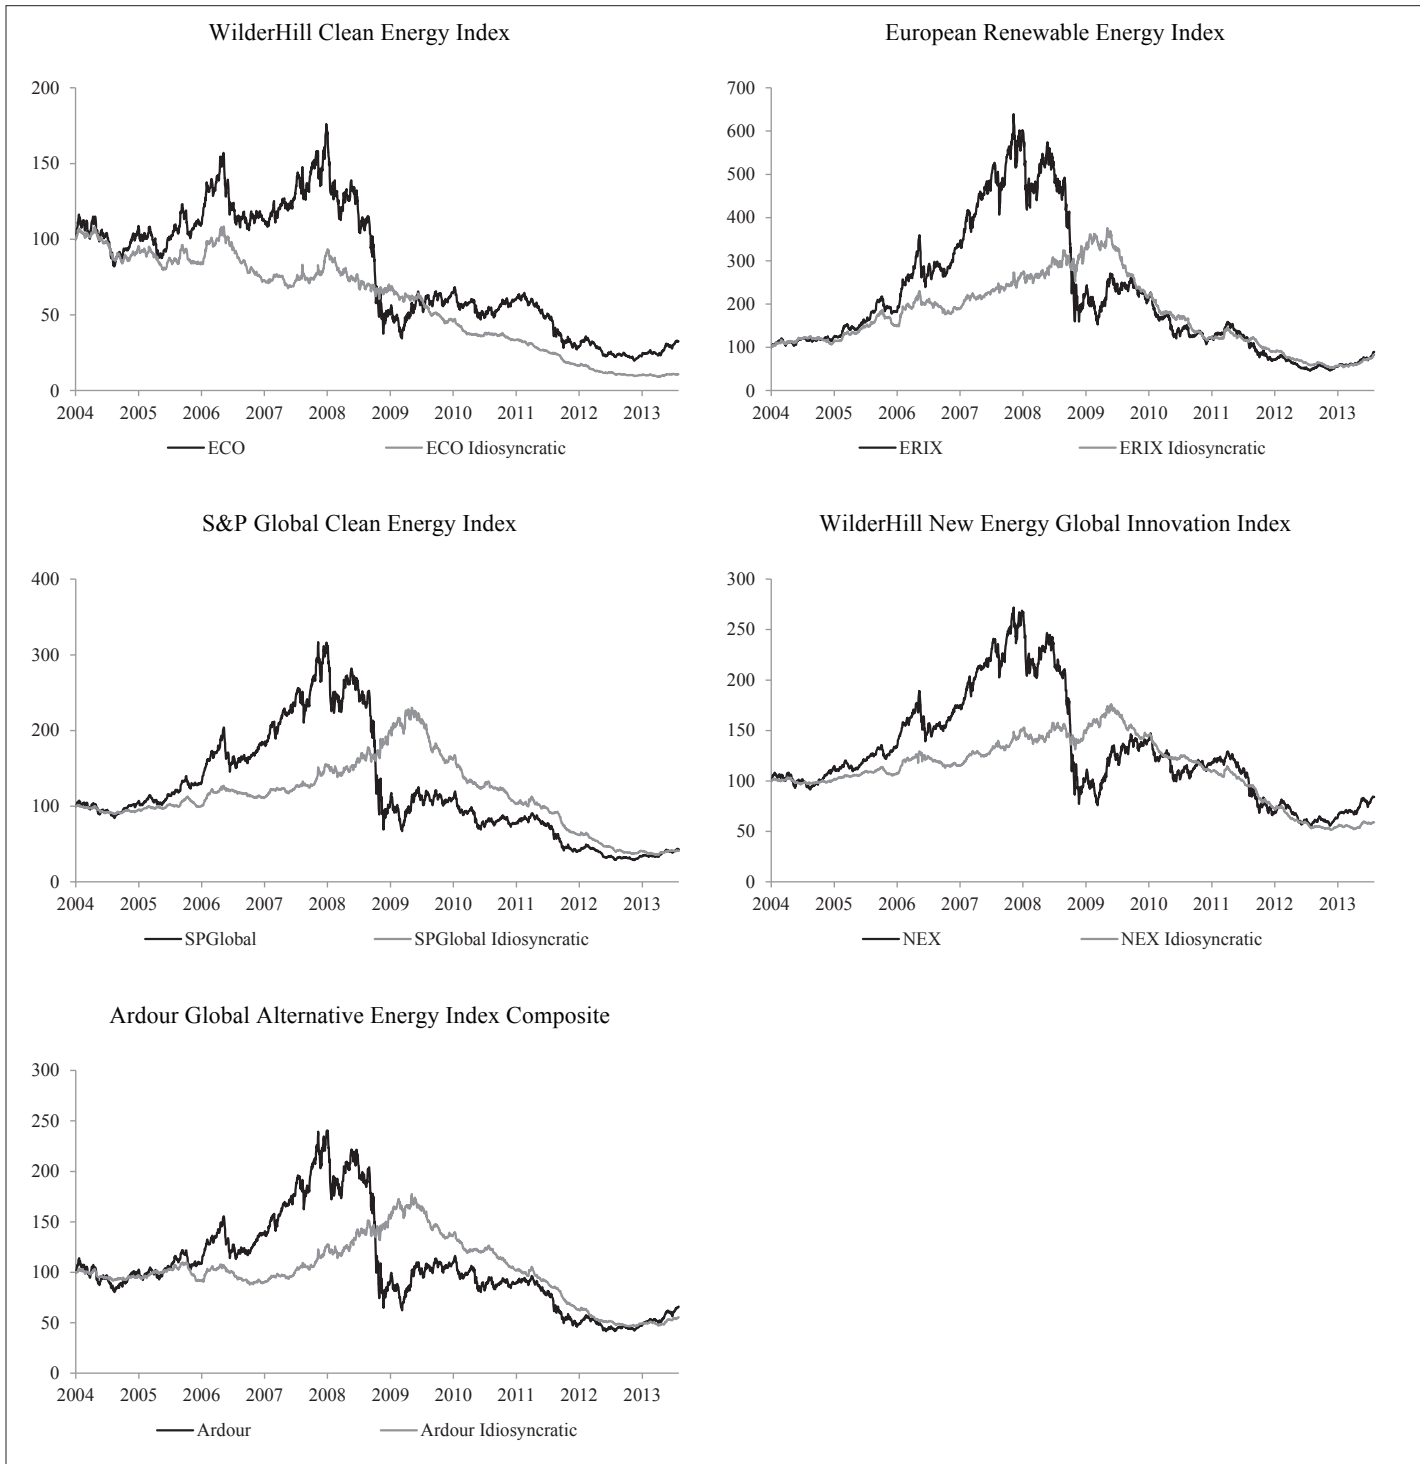 WilderHill Clean Energy Index
200
150
100
50
0
2004 2005 2006 2007 2008 2009 2010 2011 2012 2013
ECO ECO Idiosyncratic
European Renewable Energy Index
700
600
500
400
300
200
100
0
2004 2005 2006 2007 2008 2009 2010 2011 2012 2013
ERIX ERIX Idiosyncratic
S&P Global Clean Energy Index
400
300
200
100
0
2004 2005 2006 2007 2008 2009 2010 2011 2012 2013
SPGlobal SPGlobal Idiosyncratic
WilderHill New Energy Global Innovation Index
300
250
200
150
100
50
0
2004 2005 2006 2007 2008 2009 2010 2011 2012 2013
NEX NEX Idiosyncratic
Ardour Global Alternative Energy Index Composite
300
250
200
150
100
50
0
2004 2005 2006 2007 2008 2009 2010 2011 2012 2013
Ardour Ardour Idiosyncratic